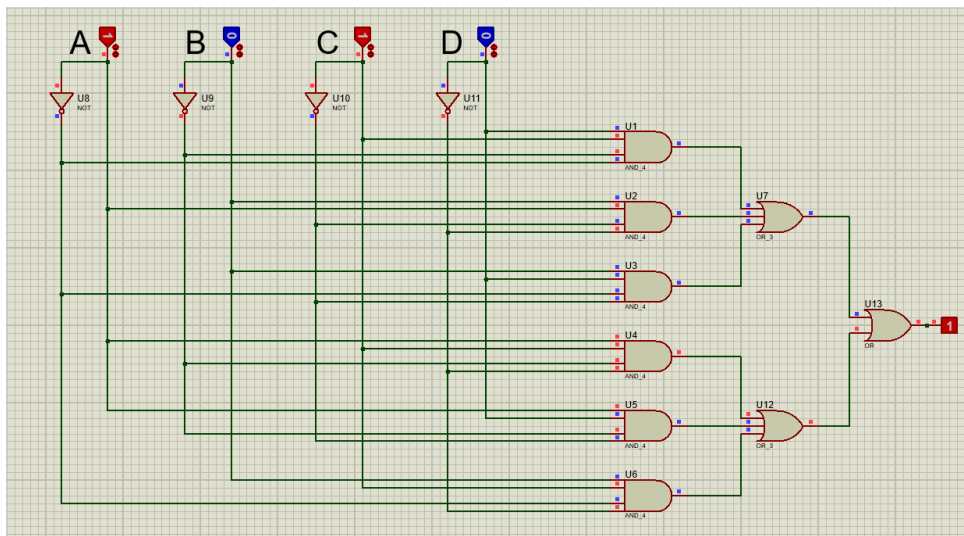 A 1 B 0 C 1 D 0
U8 U9 U10 U11
NOT NOT NOT NOT
U1
AND_4
U2 U7
AND_4 OR_3
U3
AND_4
U13
1
OR
U4
AND_4
U5 U12
AND_4 OR_3
U6
AND_4